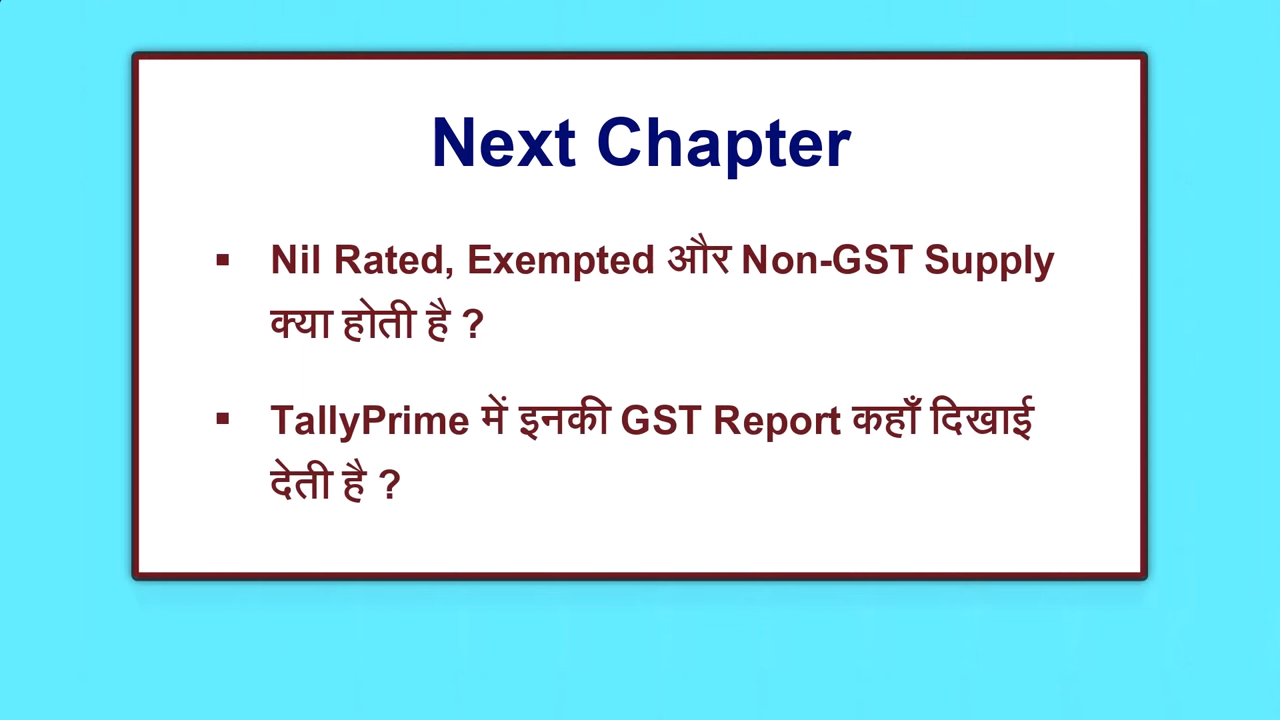 Next Chapter
▪ Nil Rated, Exempted और Non-GST Supply
क्या होती है ?
▪ TallyPrime में इनकी GST Report कहाँ दिखाई
देती है ?